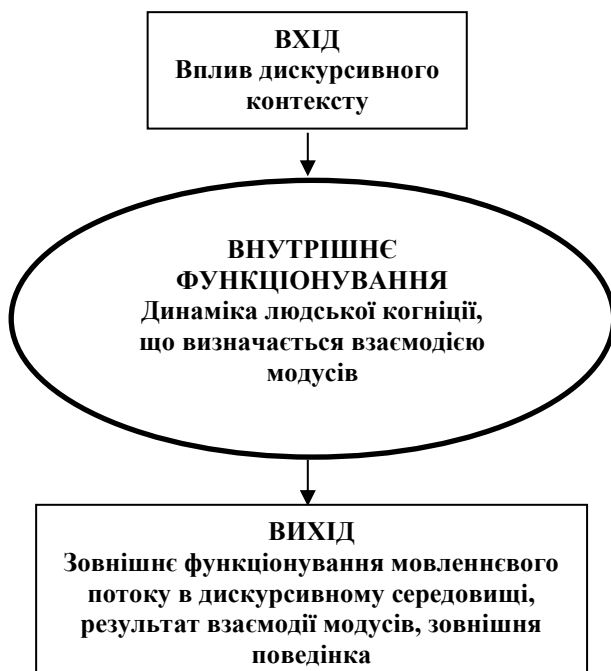 ВХІД
Вплив дискурсивного
контексту
ВНУТРІШНЄ
ФУНКЦІОНУВАННЯ
Динаміка людської когніції,
що визначається взаємодією
модусів
ВИХІД
Зовнішнє функціонування мовленнєвого
потоку в дискурсивному середовищі,
результат взаємодії модусів, зовнішня
поведінка